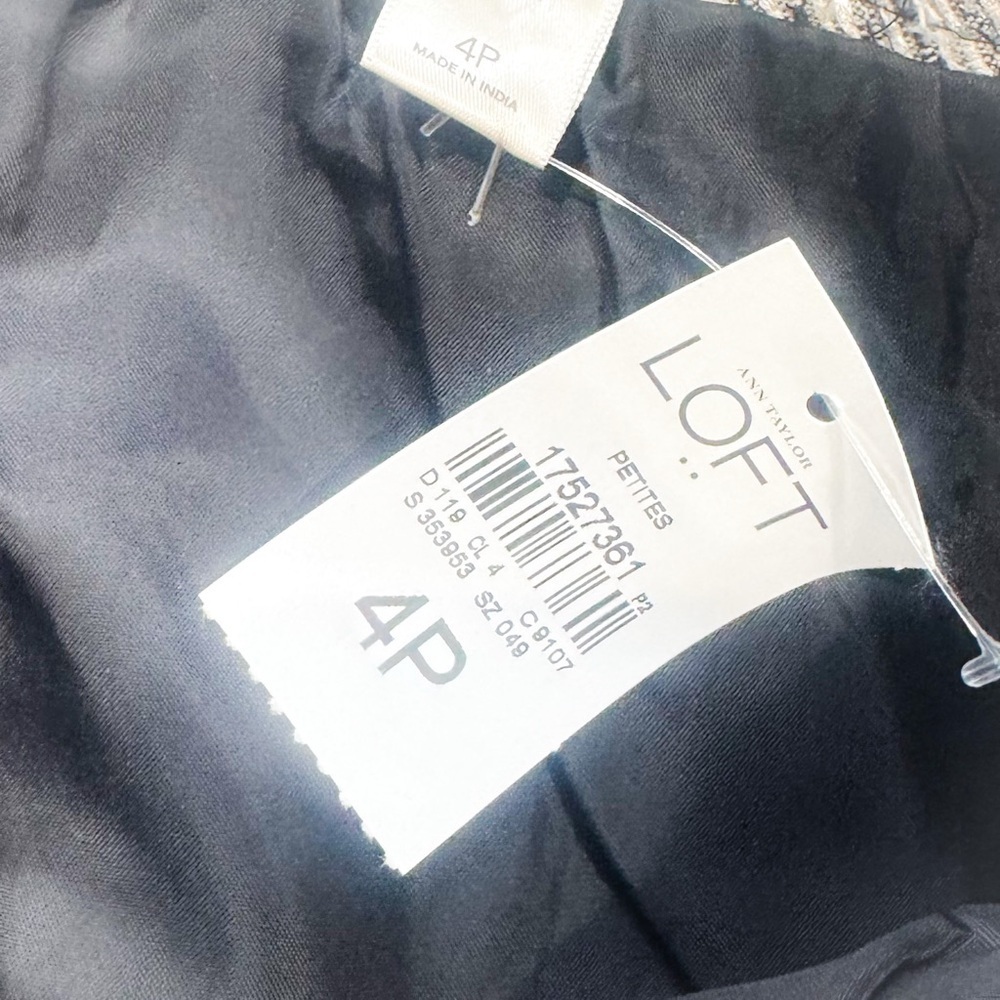 4P
MADE IN INDIA
ANN TAYLOR
LOFT
PETITES
17527361 P2
D 119 CL 4 C 9107
S 353953 SZ 049
4P